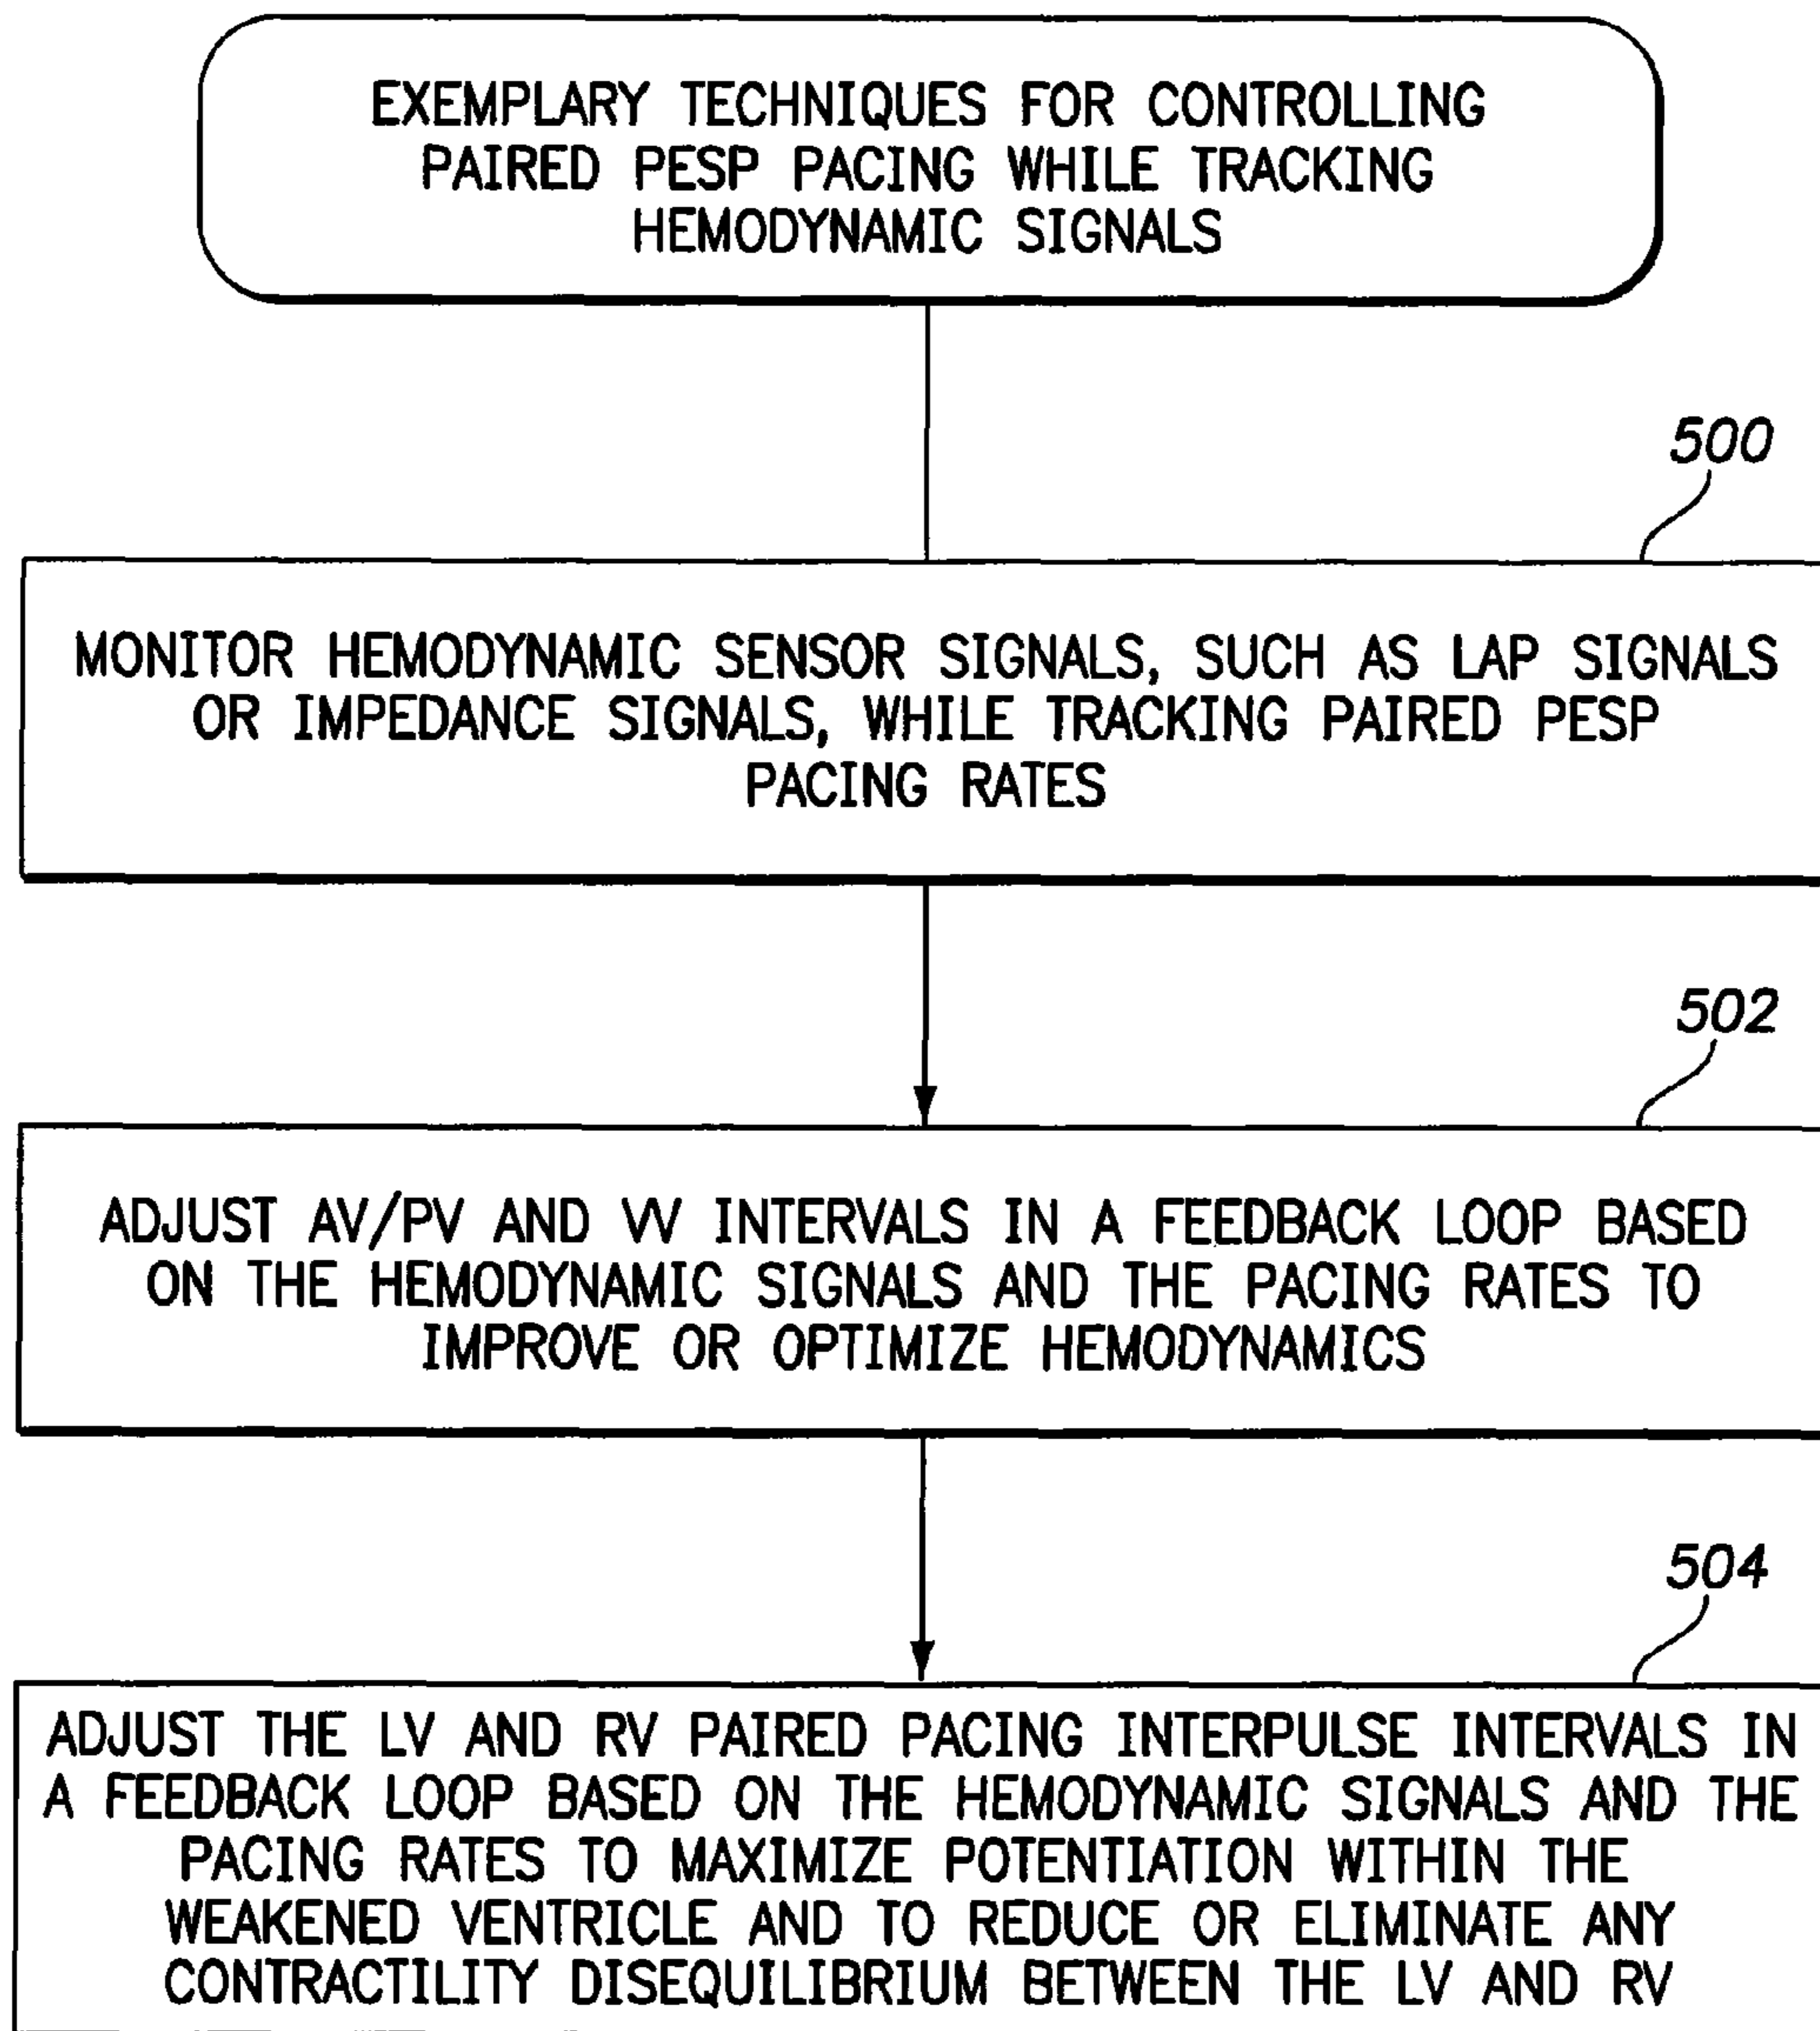 EXEMPLARY TECHNIQUES FOR CONTROLLING
PAIRED PESP PACING WHILE TRACKING
HEMODYNAMIC SIGNALS
500
MONITOR HEMODYNAMIC SENSOR SIGNALS, SUCH AS LAP SIGNALS
OR IMPEDANCE SIGNALS, WHILE TRACKING PAIRED PESP
PACING RATES
502
ADJUST AV/PV AND VV INTERVALS IN A FEEDBACK LOOP BASED
ON THE HEMODYNAMIC SIGNALS AND THE PACING RATES TO
IMPROVE OR OPTIMIZE HEMODYNAMICS
504
ADJUST THE LV AND RV PAIRED PACING INTERPULSE INTERVALS IN
A FEEDBACK LOOP BASED ON THE HEMODYNAMIC SIGNALS AND THE
PACING RATES TO MAXIMIZE POTENTIATION WITHIN THE
WEAKENED VENTRICLE AND TO REDUCE OR ELIMINATE ANY
CONTRACTILITY DISEQUILIBRIUM BETWEEN THE LV AND RV